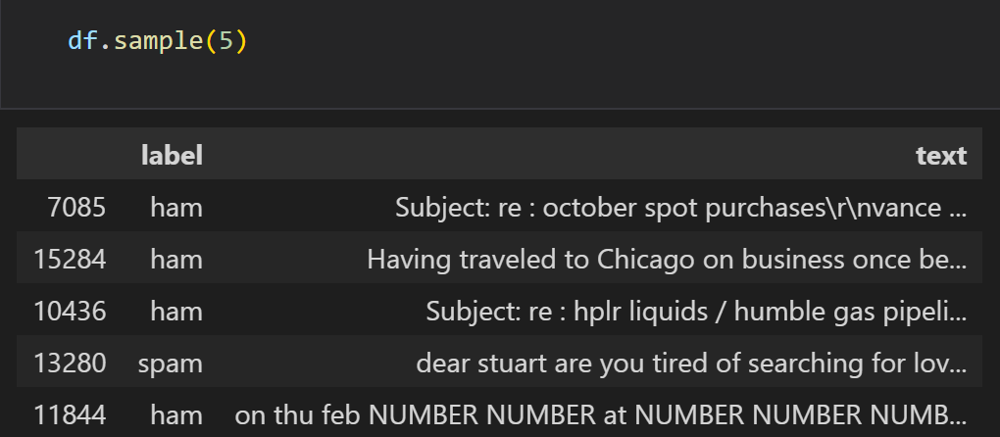 df.sample(5)
label text
7085 ham Subject: re : october spot purchases\r\nvance ...
15284 ham Having traveled to Chicago on business once be...
10436 ham Subject: re : hplr liquids / humble gas pipeli...
13280 spam dear stuart are you tired of searching for lov...
11844 ham on thu feb NUMBER NUMBER at NUMBER NUMBER NUMB...